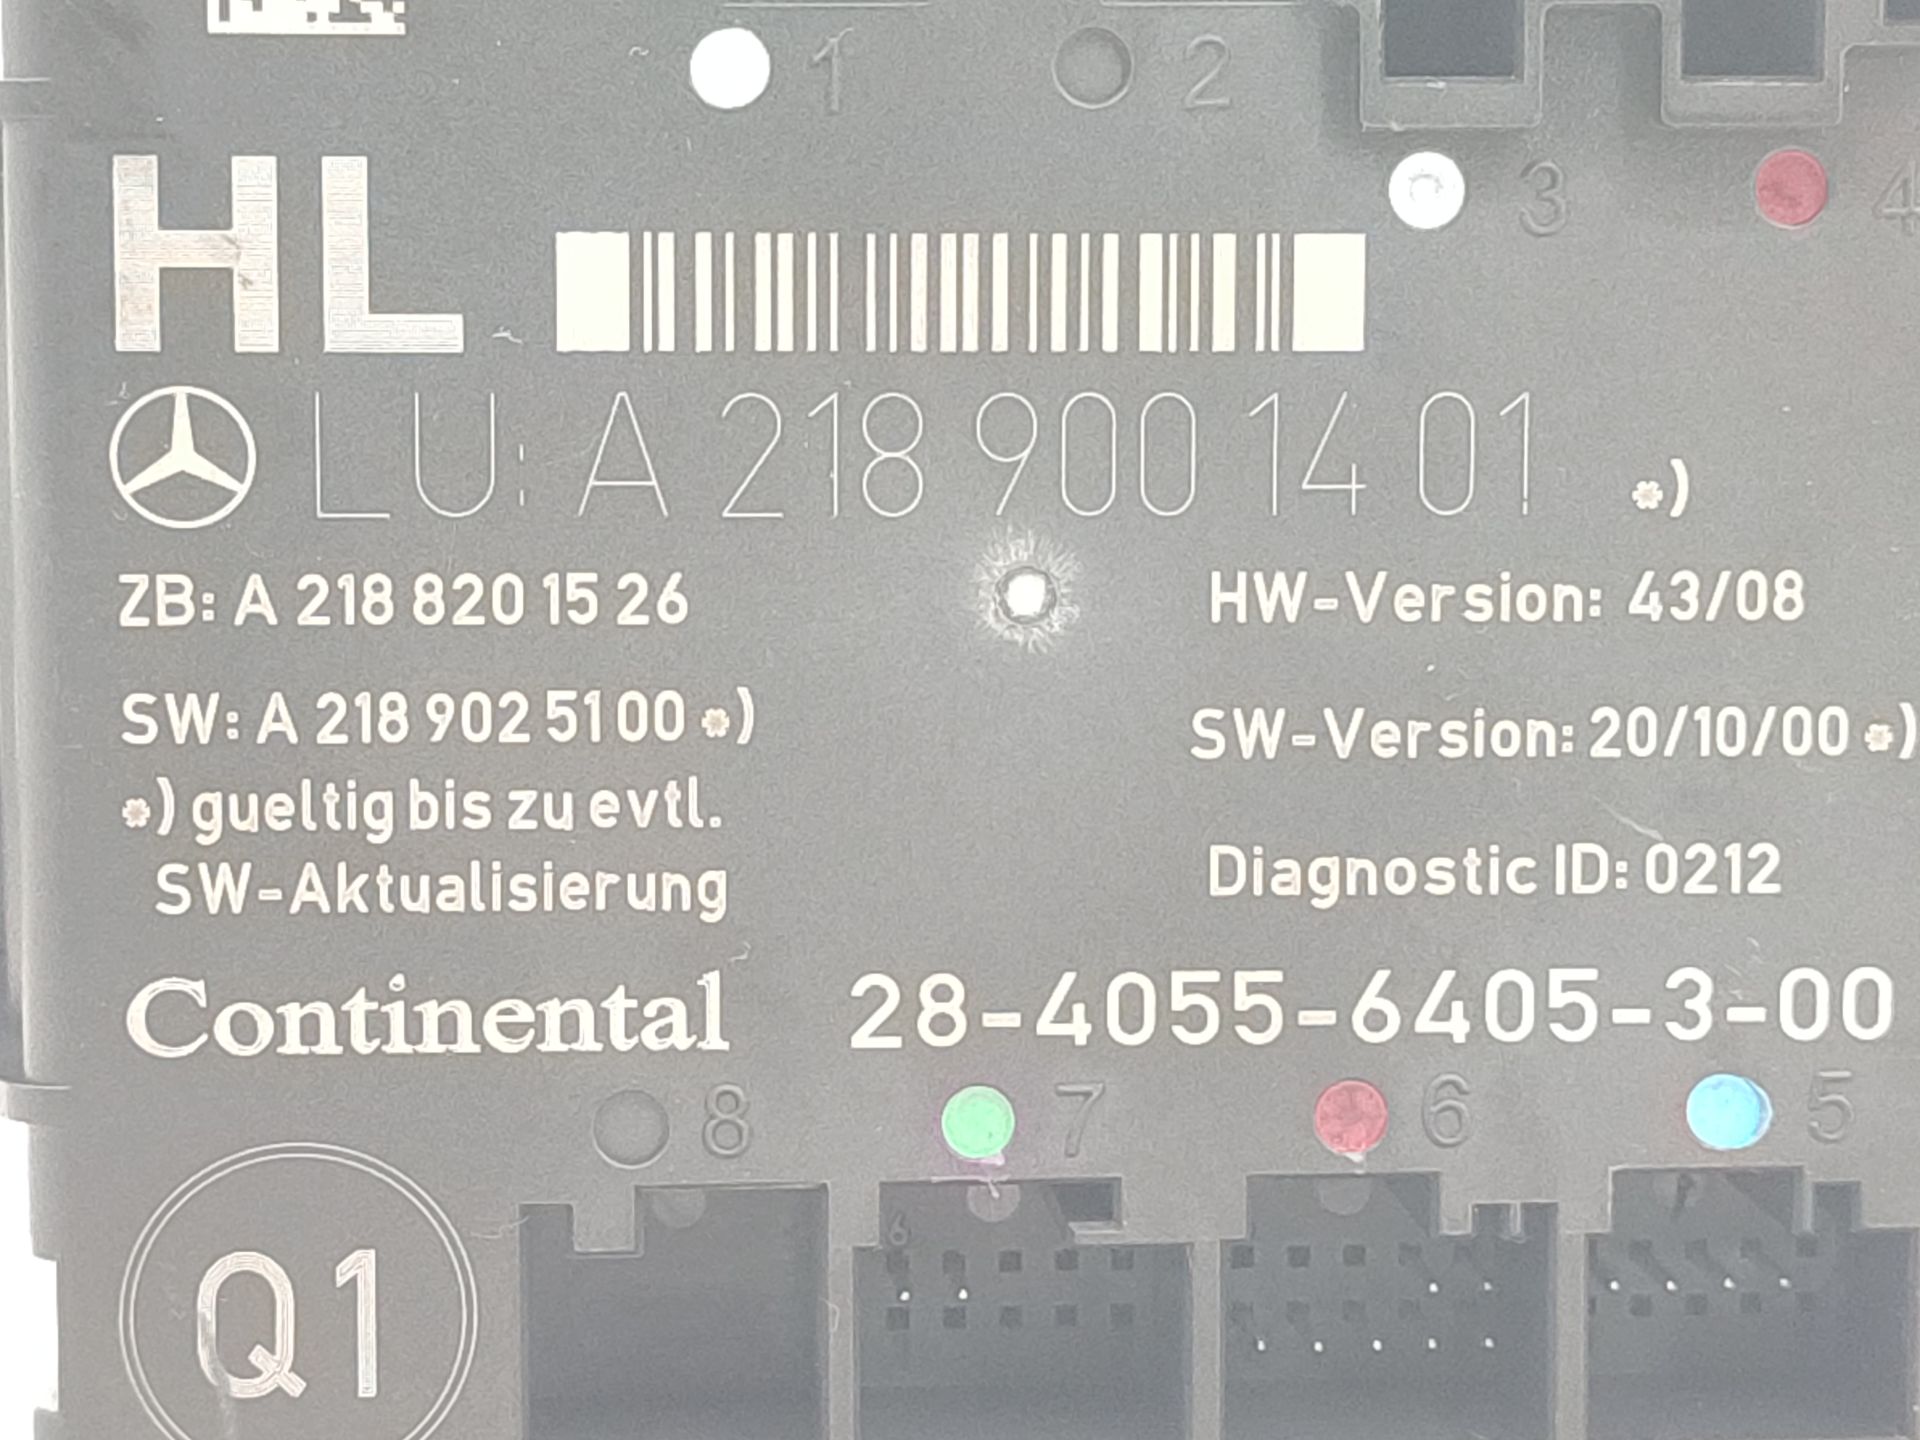 1 2
3 4
HL
LU: A 218 900 14 01 *)
ZB: A 218 820 15 26
HW-Version: 43/08
SW: A 218 902 51 00 *)
SW-Version: 20/10/00 *)
*) gueltig bis zu evtl.
SW-Aktualisierung
Diagnostic ID: 0212
Continental 28-4055-6405-3-00
8 7 6 5
6
Q1